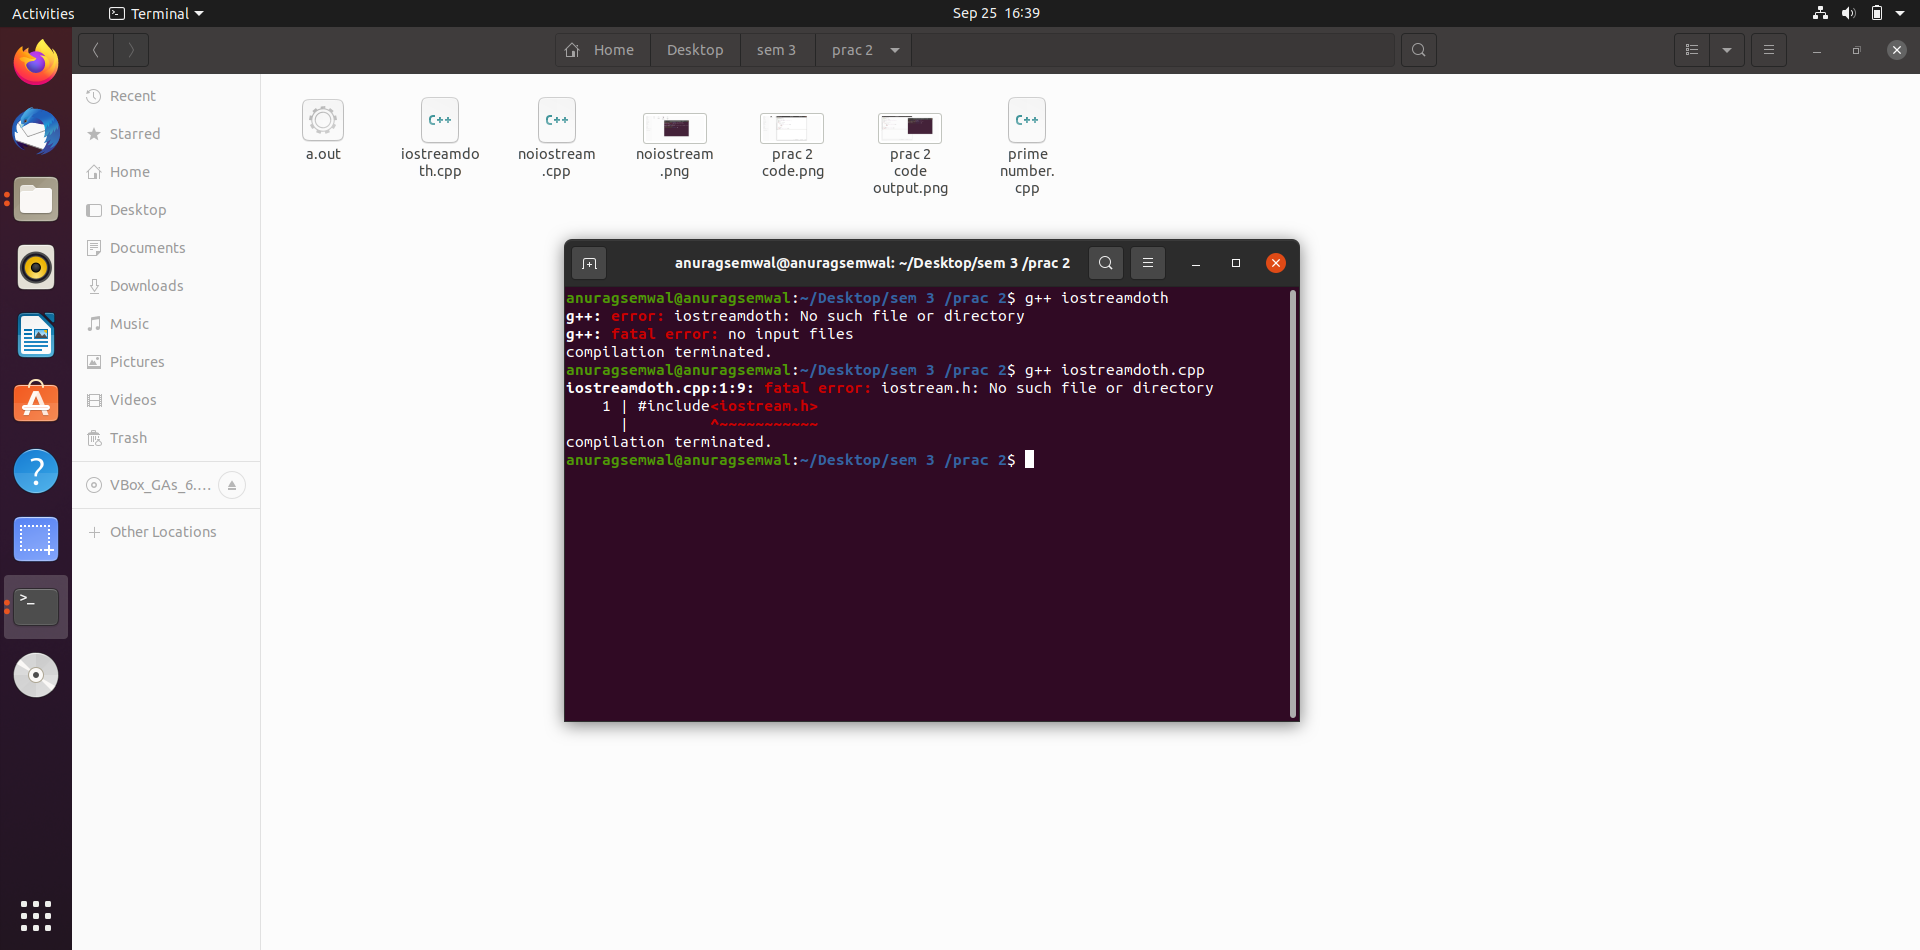 Activities
Terminal
Sep 25 16:39
Home
Desktop
sem 3
prac 2
Recent
Starred
Home
Desktop
Documents
Downloads
Music
Pictures
Videos
Trash
VBox_GAs_6....
Other Locations
C++
C++
C++
a.out
iostreamdo
th.cpp
noiostream
.cpp
noiostream
.png
prac 2
code.png
prac 2
code
output.png
prime
number.
cpp
anuragsemwal@anuragsemwal: ~/Desktop/sem 3 /prac 2
anuragsemwal@anuragsemwal:~/Desktop/sem 3 /prac 2$ g++ iostreamdoth
g++: error: iostreamdoth: No such file or directory
g++: fatal error: no input files
compilation terminated.
anuragsemwal@anuragsemwal:~/Desktop/sem 3 /prac 2$ g++ iostreamdoth.cpp
iostreamdoth.cpp:1:9: fatal error: iostream.h: No such file or directory
    1 | #include<iostream.h>
      |         ^~~~~~~~~~~~
compilation terminated.
anuragsemwal@anuragsemwal:~/Desktop/sem 3 /prac 2$